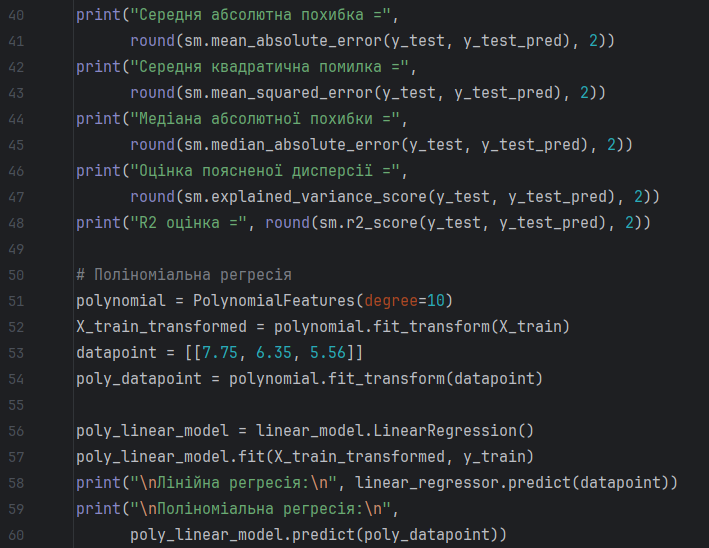 40 print("Середня абсолютна похибка =",
41 round(sm.mean_absolute_error(y_test, y_test_pred), 2))
42 print("Середня квадратична помилка =",
43 round(sm.mean_squared_error(y_test, y_test_pred), 2))
44 print("Медіана абсолютної похибки =",
45 round(sm.median_absolute_error(y_test, y_test_pred), 2))
46 print("Оцінка поясненої дисперсії =",
47 round(sm.explained_variance_score(y_test, y_test_pred), 2))
48 print("R2 оцінка =", round(sm.r2_score(y_test, y_test_pred), 2))
49
50 # Поліноміальна регресія
51 polynomial = PolynomialFeatures(degree=10)
52 X_train_transformed = polynomial.fit_transform(X_train)
53 datapoint = [[7.75, 6.35, 5.56]]
54 poly_datapoint = polynomial.fit_transform(datapoint)
55
56 poly_linear_model = linear_model.LinearRegression()
57 poly_linear_model.fit(X_train_transformed, y_train)
58 print("\nЛінійна регресія:\n", linear_regressor.predict(datapoint))
59 print("\nПоліноміальна регресія:\n",
60 poly_linear_model.predict(poly_datapoint))